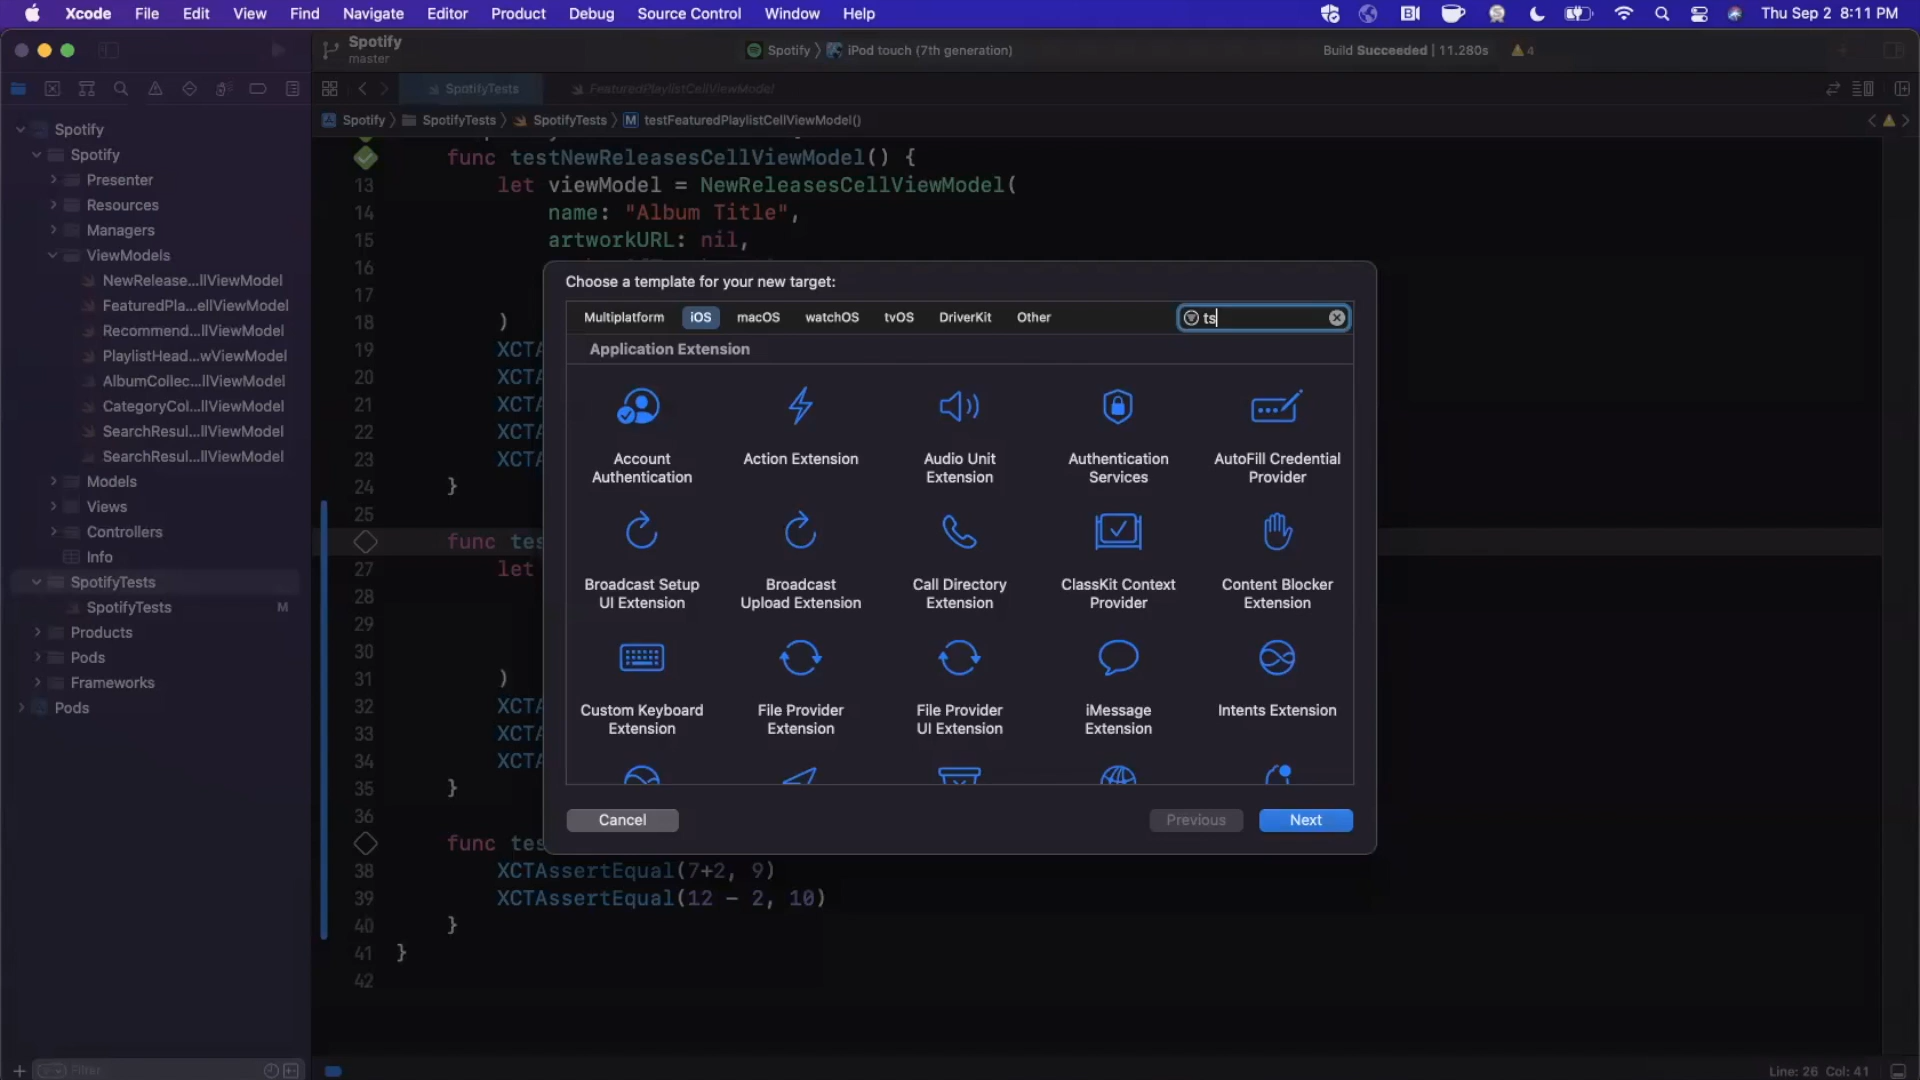 Xcode File Edit View Find Navigate Editor Product Debug Source Control Window Help
Thu Sep 2 8:11 PM
Spotify
master
Spotify iPod touch (7th generation)
Build Succeeded | 11.280s
4
SpotifyTests
FeaturedPlaylistCellViewModel
Spotify SpotifyTests SpotifyTests M testFeaturedPlaylistCellViewModel()
Spotify
Spotify
Presenter
Resources
Managers
ViewModels
NewRelease...llViewModel
FeaturedPla...ellViewModel
Recommend...llViewModel
PlaylistHead...wViewModel
AlbumCollec...llViewModel
CategoryCol...llViewModel
SearchResul...llViewModel
SearchResul...llViewModel
Models
Views
Controllers
Info
SpotifyTests
SpotifyTests M
Products
Pods
Frameworks
Pods
Filter
func testNewReleasesCellViewModel() {
13 let viewModel = NewReleasesCellViewModel(
14 name: "Album Title",
15 artworkURL: nil,
16
17
18 )
19 XCTA
20 XCTA
21 XCTA
22 XCTA
23 XCTA
24 }
25
func tes
27 let
28
29
30
31 )
32 XCTA
33 XCTA
34 XCTA
35 }
36
func tes
38 XCTAssertEqual(7+2, 9)
39 XCTAssertEqual(12 - 2, 10)
40 }
41 }
42
Choose a template for your new target:
Multiplatform iOS macOS watchOS tvOS DriverKit Other
ts
Application Extension
Account Authentication
Action Extension
Audio Unit Extension
Authentication Services
AutoFill Credential Provider
Broadcast Setup UI Extension
Broadcast Upload Extension
Call Directory Extension
ClassKit Context Provider
Content Blocker Extension
Custom Keyboard Extension
File Provider Extension
File Provider UI Extension
iMessage Extension
Intents Extension
Cancel
Previous
Next
Line: 26 Col: 41